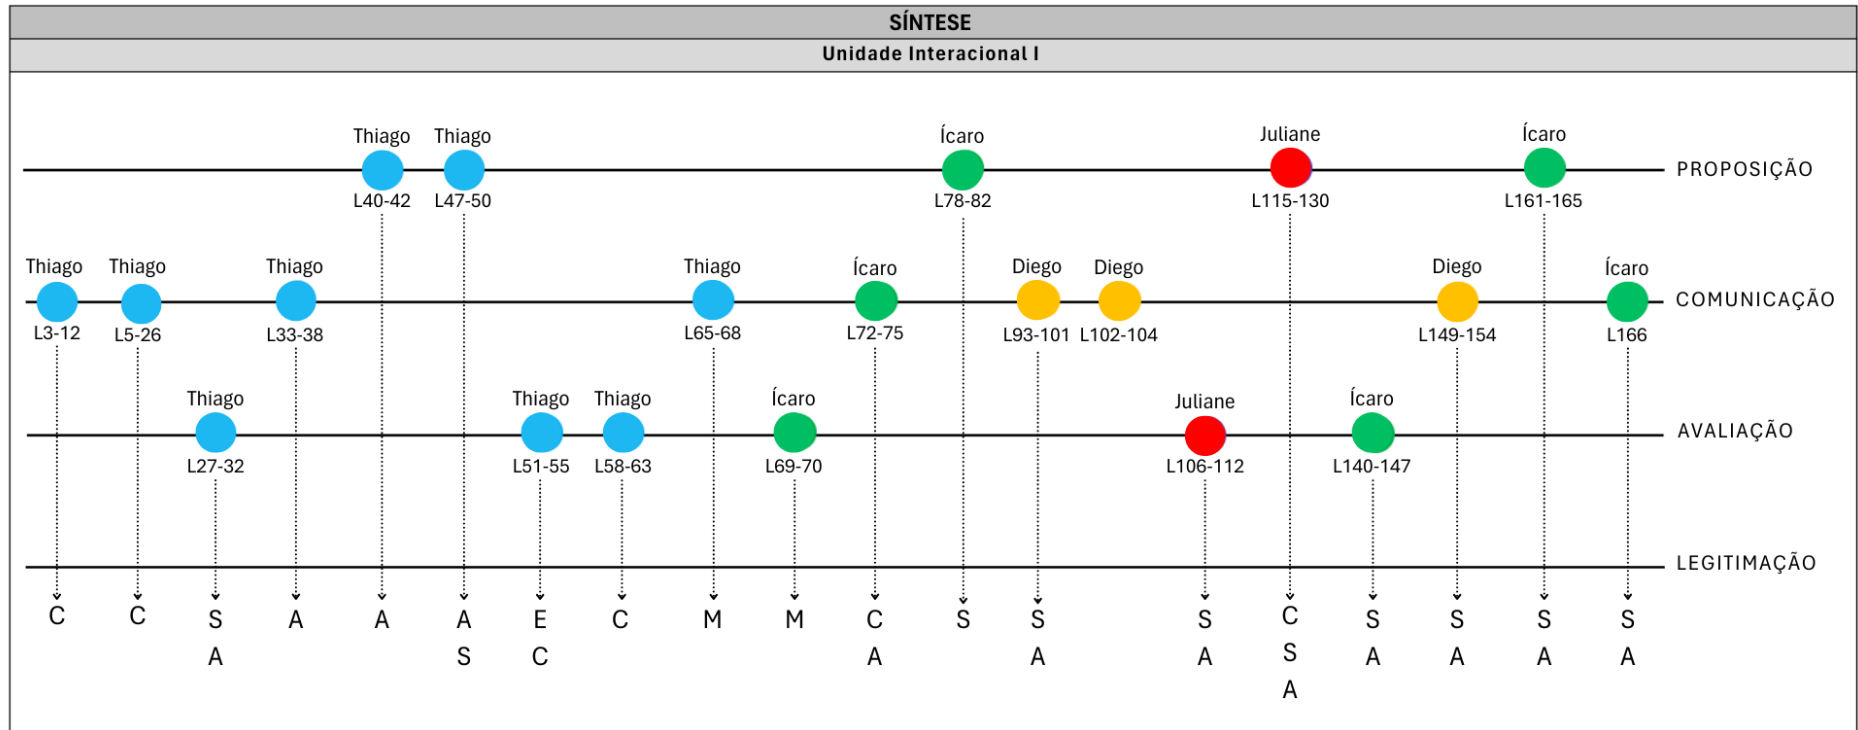 SÍNTESE
Unidade Interacional I
Thiago Thiago Ícaro Juliane Ícaro
PROPOSIÇÃO
L40-42 L47-50 L78-82 L115-130 L161-165
Thiago Thiago Thiago Thiago Ícaro Diego Diego Diego Ícaro
COMUNICAÇÃO
L3-12 L5-26 L33-38 L65-68 L72-75 L93-101 L102-104 L149-154 L166
Thiago Thiago Thiago Ícaro Juliane Ícaro
AVALIAÇÃO
L27-32 L51-55 L58-63 L69-70 L106-112 L140-147
LEGITIMAÇÃO
C C S A A A E C M M C S S S C S S S S
A S C A A A S A A A A
A